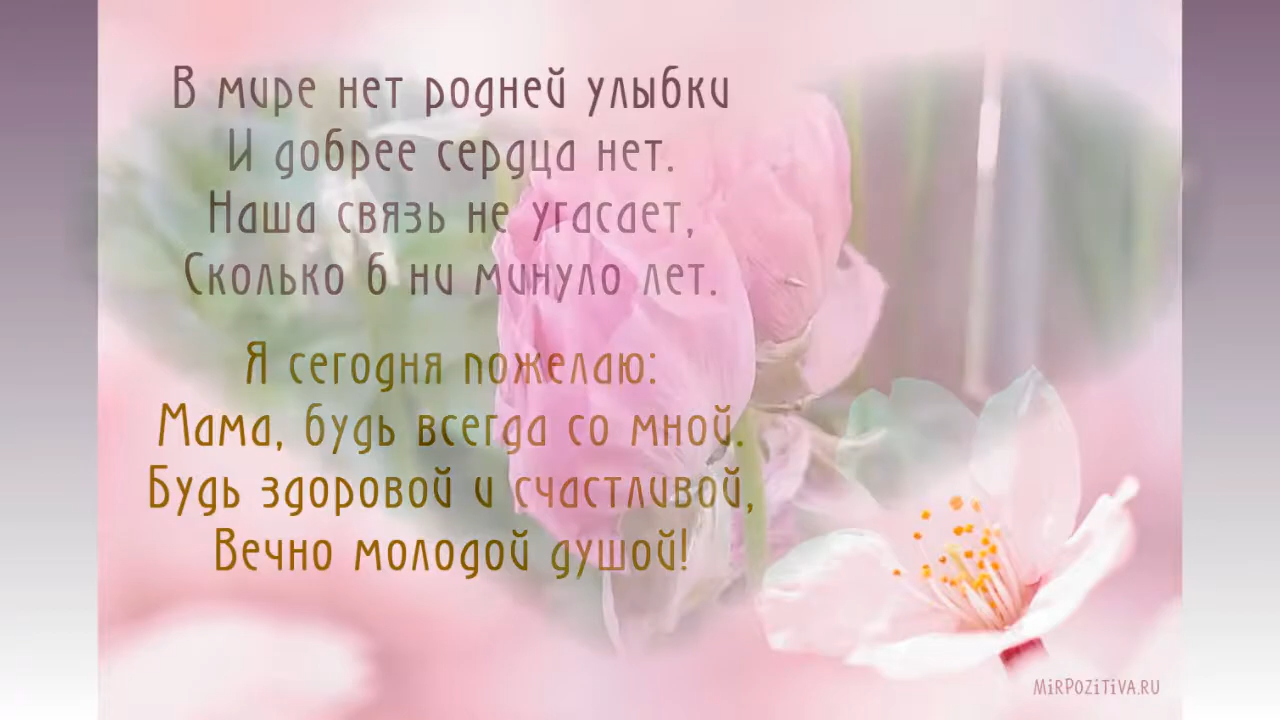 В мире нет родней улыбки
И добрее сердца нет.
Наша связь не угасает,
Сколько б ни минуло лет.
Я сегодня пожелаю:
Мама, будь всегда со мной.
Будь здоровой и счастливой,
Вечно молодой душой!
MiRPOZiTiVA.RU